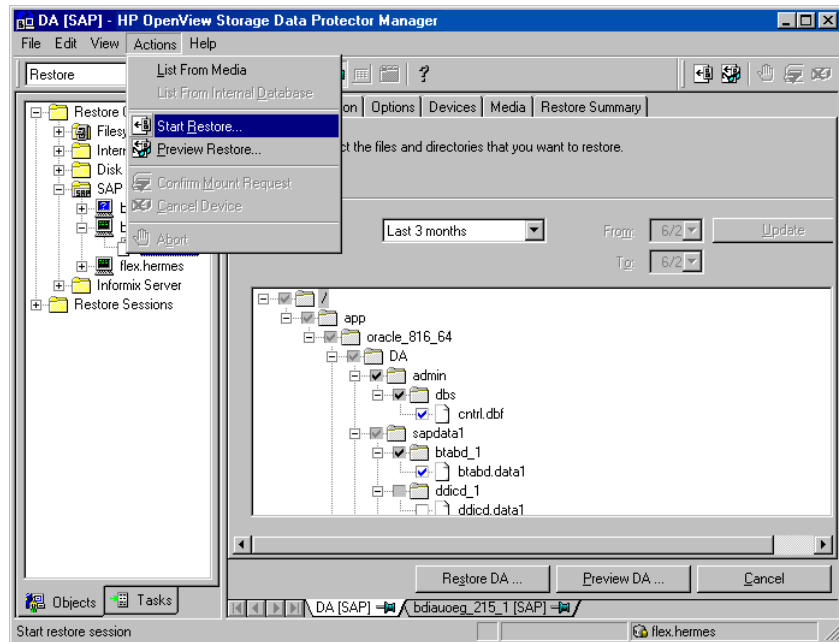 DA [SAP] - HP OpenView Storage Data Protector Manager
File Edit View Actions Help
Restore
List From Media
List From Internal Database
Start Restore...
Preview Restore...
Confirm Mount Request
Cancel Device
Abort
Options Devices Media Restore Summary
the files and directories that you want to restore.
Last 3 months
From: 6/2 Update
To: 6/2
Restore
Disk
SAP
flex.hermes
Informix Server
Restore Sessions
/
app
oracle_816_64
DA
admin
dbs
cntrl.dbf
sapdata1
btabd_1
btabd.data1
ddicd_1
ddicd.data1
Restore DA ... Preview DA ... Cancel
Objects Tasks
DA [SAP] bdiauoeg_215_1 [SAP]
Start restore session
flex.hermes